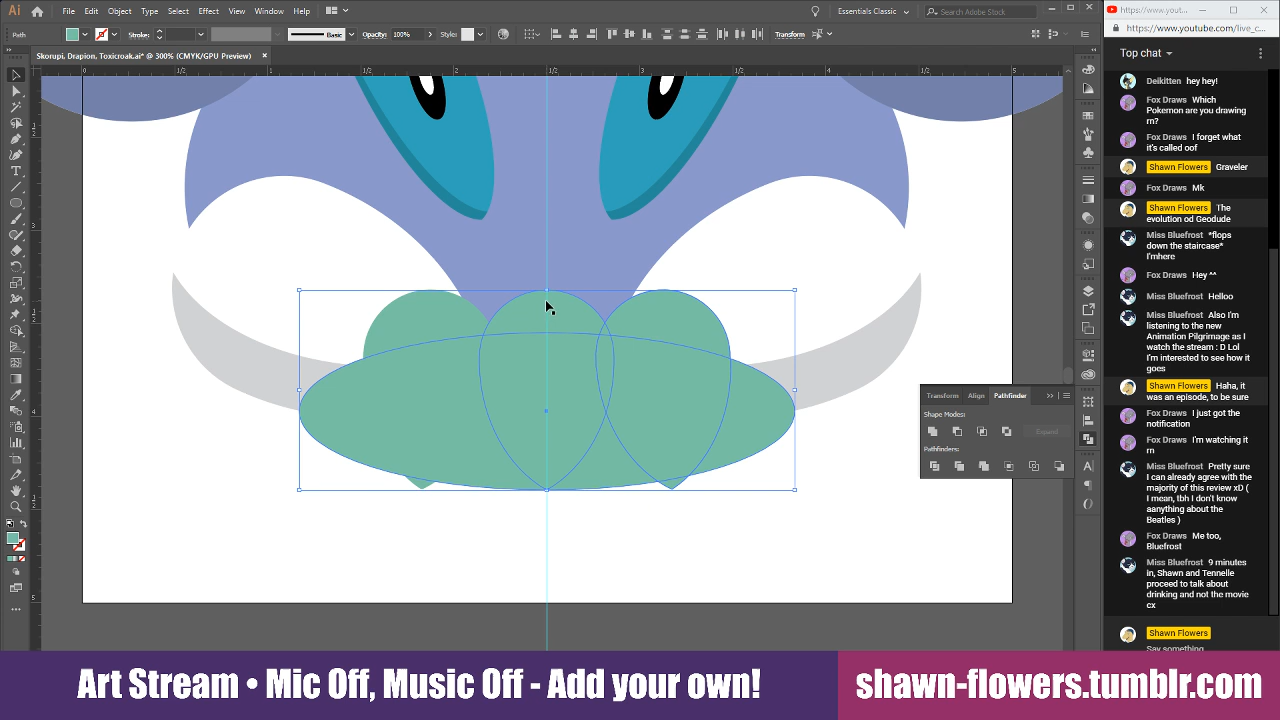 Ai File Edit Object Type Select Effect View Window Help Essentials Classic Search Adobe Stock
https://www.youtube.com/live_c...
Path Stroke: Basic Opacity: 100% Style: Transform
Skorupi, Drapion, Toxicroak.ai* @ 300% (CMYK/GPU Preview) ×
Top chat
Deikitten hey hey!
Fox Draws Which
Pokemon are you drawing
rn?
Fox Draws I forget what
it's called oof
Shawn Flowers Graveler
Fox Draws Mk
Shawn Flowers The
evolution od Geodude
Miss Bluefrost *flops
down the staircase*
I'mhere
Fox Draws Hey ^^
Miss Bluefrost Helloo
Miss Bluefrost Also I'm
listening to the new
Animation Pilgrimage as I
watch the stream : D Lol
I'm interested to see how it
goes
Shawn Flowers Haha, it
was an episode, to be sure
Fox Draws I just got the
notification
Fox Draws I'm watching it
rn
Miss Bluefrost Pretty sure
I can already agree with the
majority of this review xD (
I mean, tbh I don't know
aanything about the
Beatles )
Fox Draws Me too,
Bluefrost
Miss Bluefrost 9 minutes
in, Shawn and Tennelle
proceed to talk about
drinking and not the movie
cx
Shawn Flowers
Say something
Transform Align Pathfinder
Shape Modes:
Expand
Pathfinders:
Art Stream • Mic Off, Music Off - Add your own!
shawn-flowers.tumblr.com